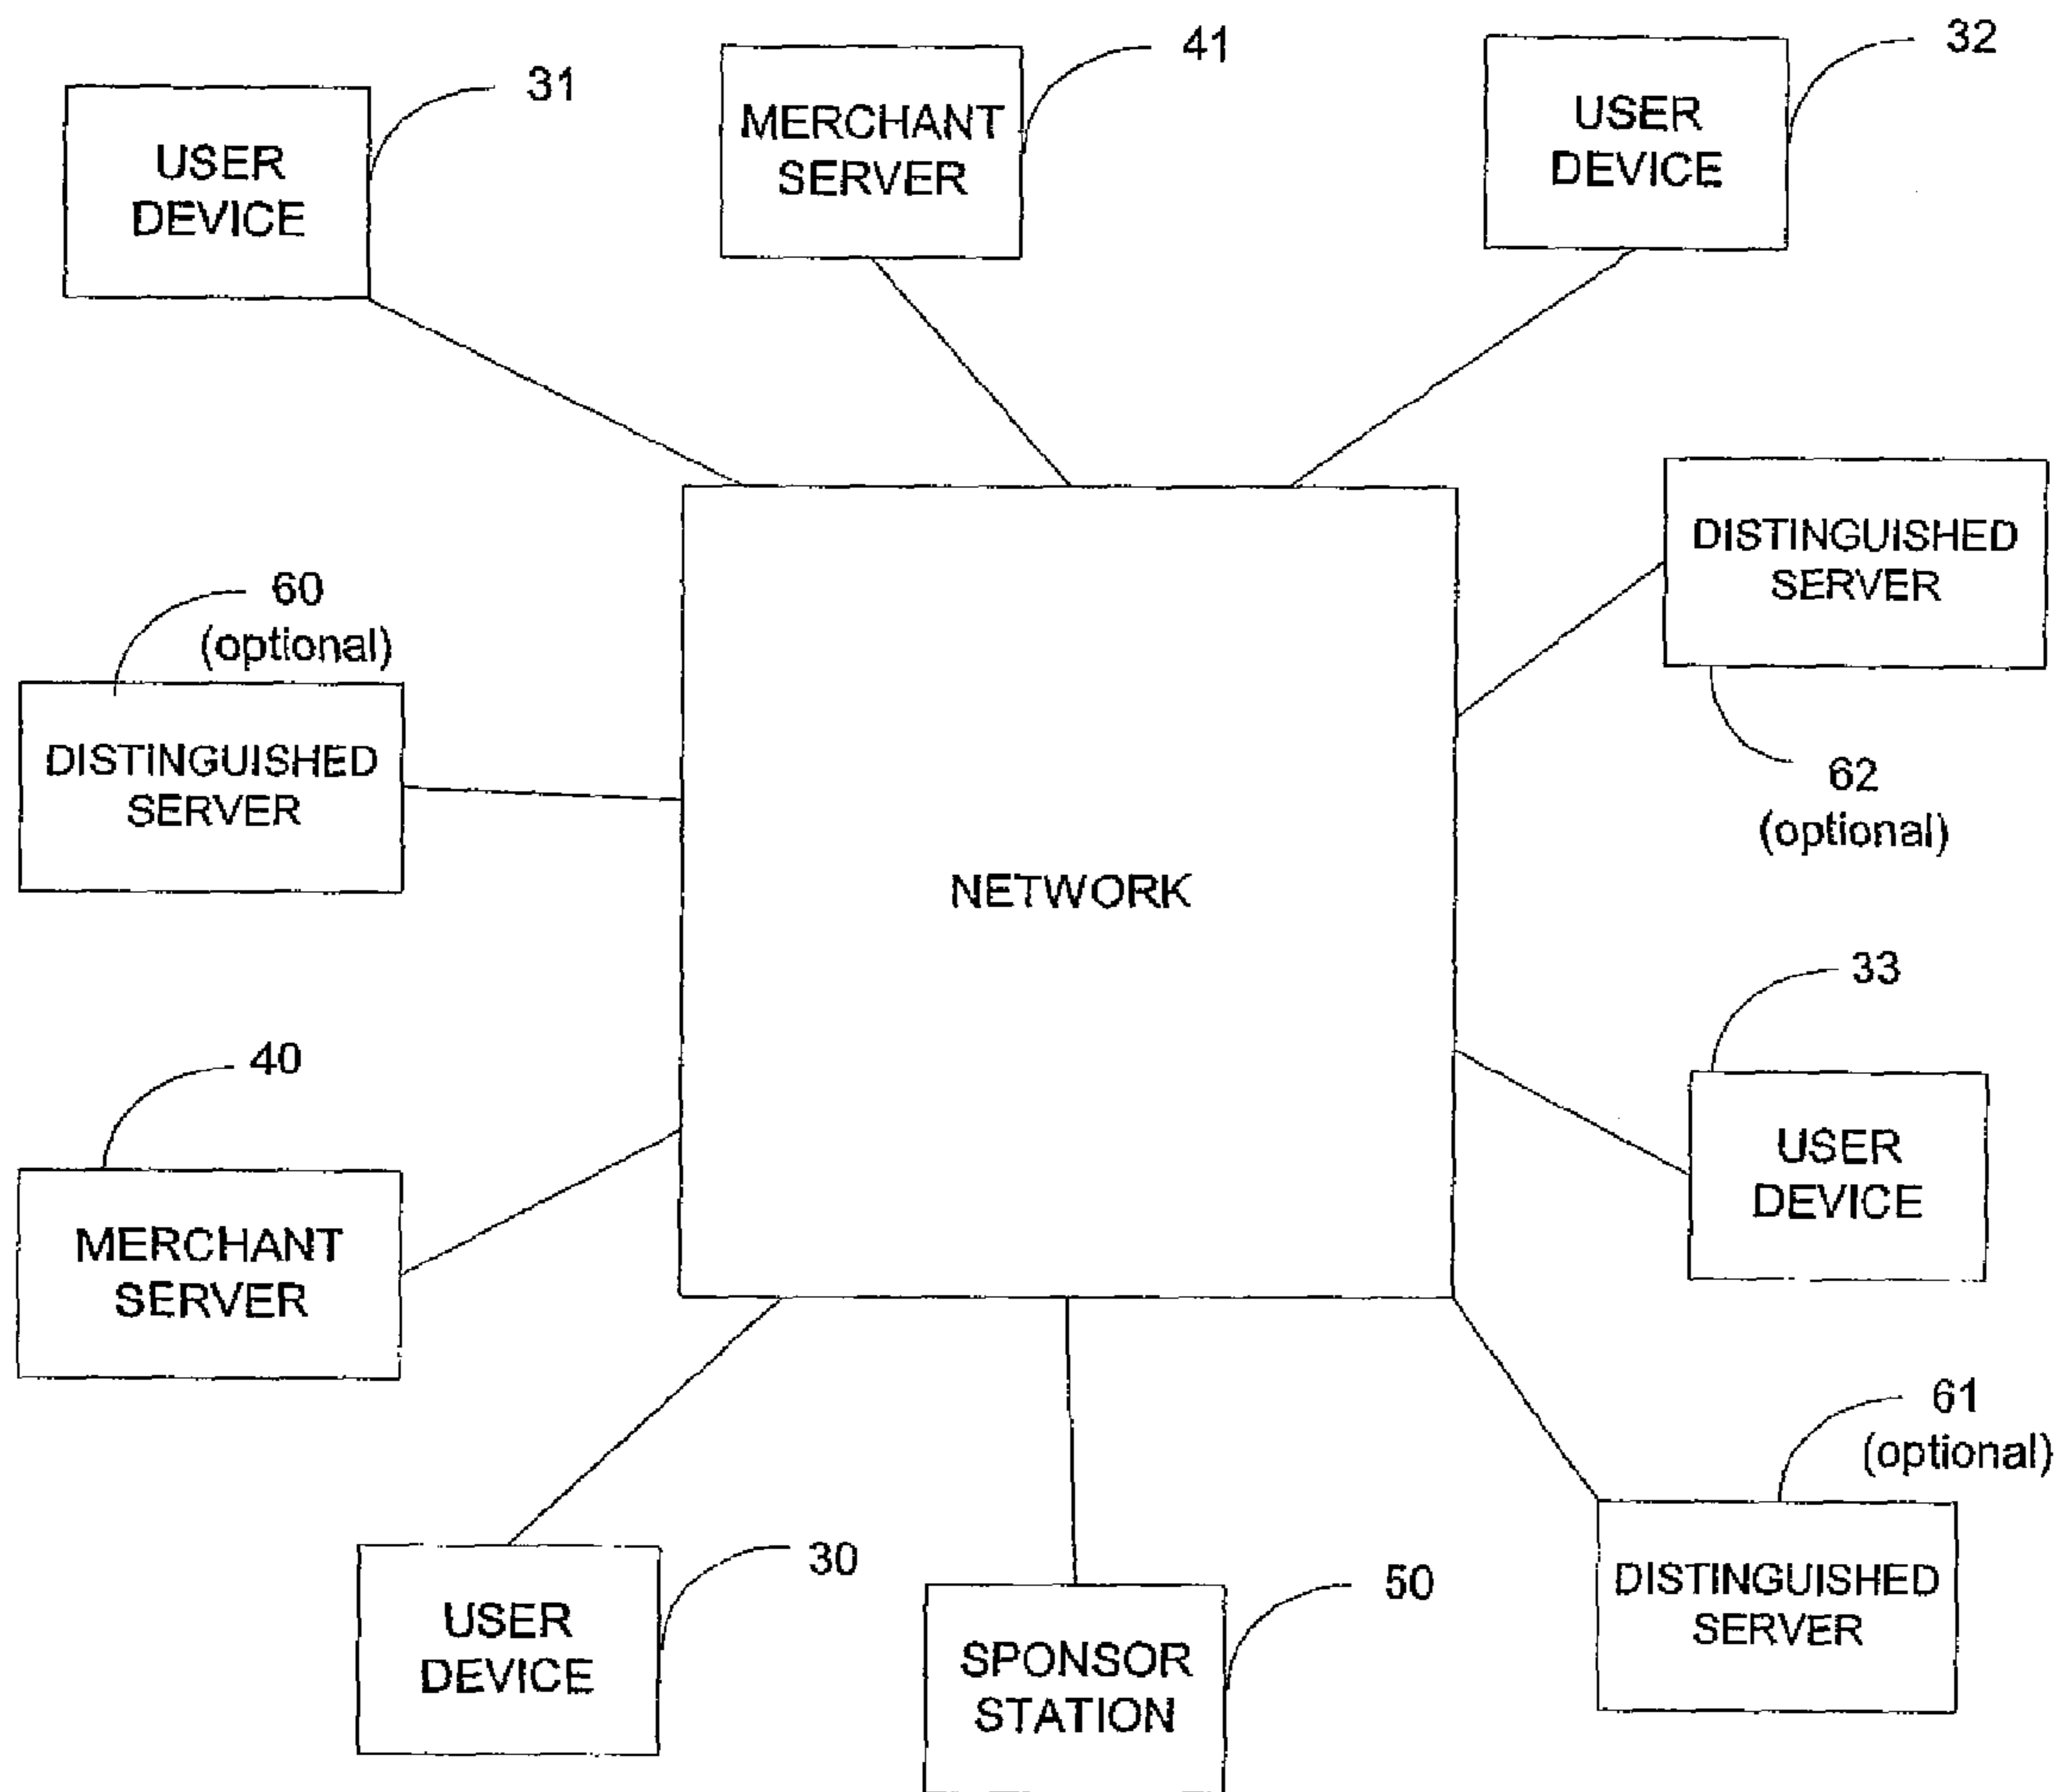 31
USER
DEVICE
41
MERCHANT
SERVER
32
USER
DEVICE
DISTINGUISHED
SERVER
62
(optional)
60
(optional)
DISTINGUISHED
SERVER
NETWORK
33
USER
DEVICE
40
MERCHANT
SERVER
61
(optional)
DISTINGUISHED
SERVER
30
USER
DEVICE
50
SPONSOR
STATION